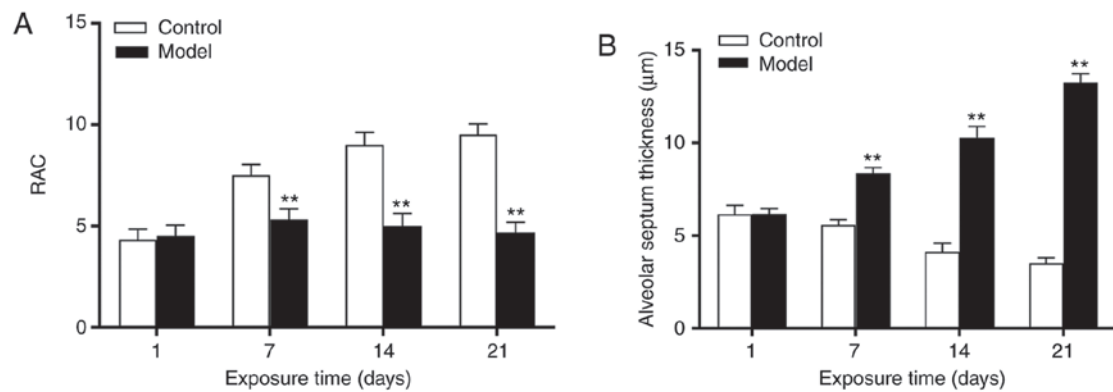 A
Control
Model
RAC
15
10
5
0
**
**
**
1 7 14 21
Exposure time (days)
B
Control
Model
Alveolar septum thickness (μm)
15
10
5
0
**
**
**
1 7 14 21
Exposure time (days)